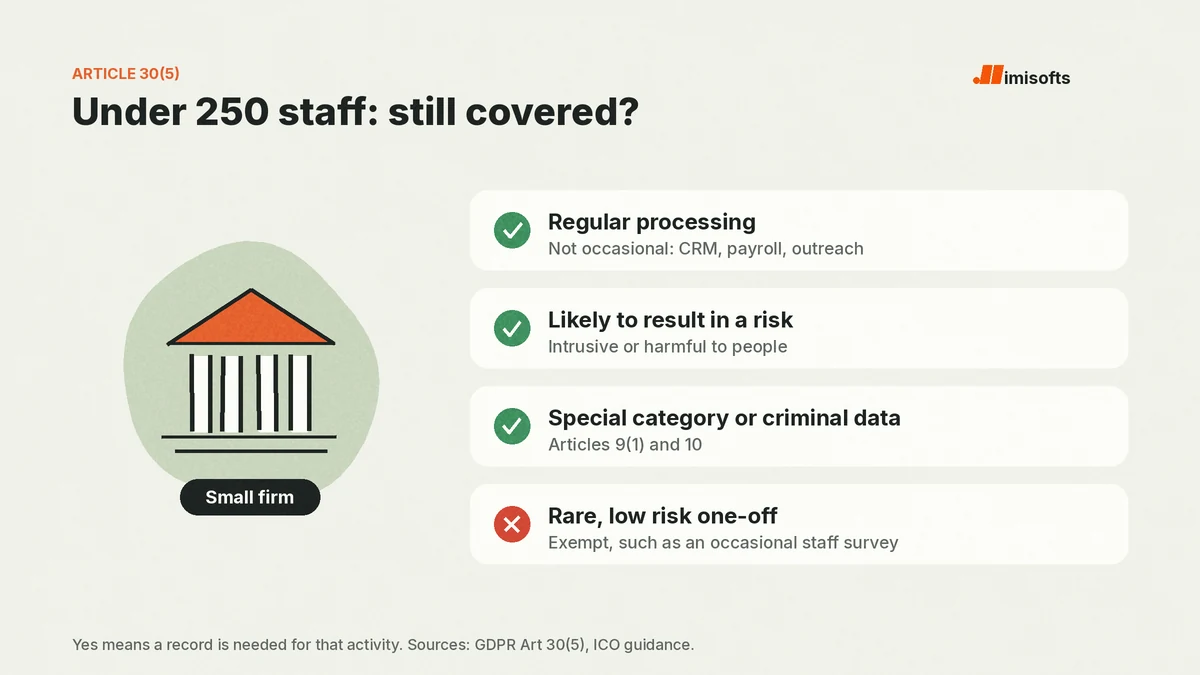 ARTICLE 30(5)
imisofts
Under 250 staff: still covered?
Regular processing
Not occasional: CRM, payroll, outreach
Likely to result in a risk
Intrusive or harmful to people
Special category or criminal data
Articles 9(1) and 10
Small firm
Rare, low risk one-off
Exempt, such as an occasional staff survey
Yes means a record is needed for that activity. Sources: GDPR Art 30(5), ICO guidance.